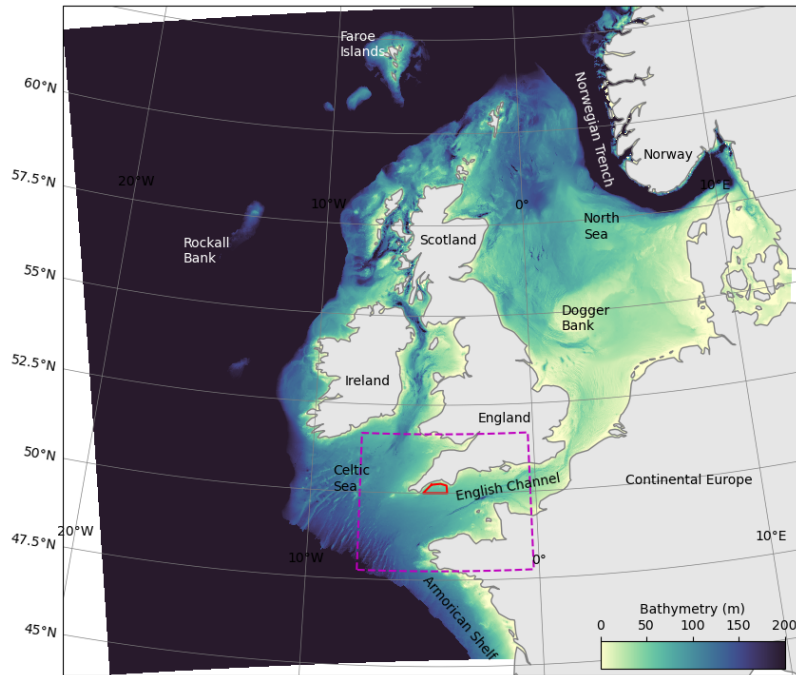 Faroe
Islands
60°N
Norwegian Trench
Norway
57.5°N
20°W
10°W
0°
10°E
North
Sea
Scotland
Rockall
Bank
55°N
Dogger
Bank
52.5°N
Ireland
England
50°N
Celtic
Sea
English Channel
Continental Europe
20°W
47.5°N
10°W
0°
10°E
Armorican Shelf
45°N
Bathymetry (m)
0 50 100 150 200